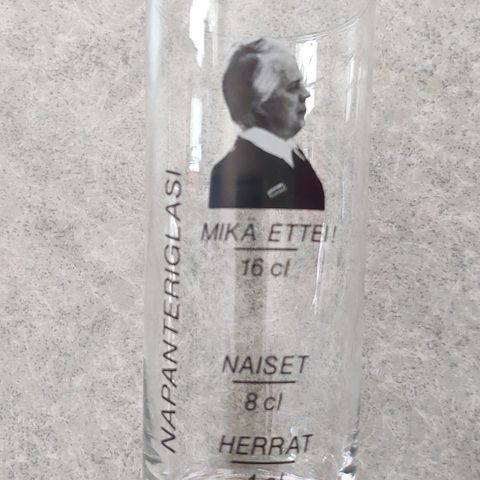 NAPANTERIGLASI
MIKA ETTEI!
16 cl
NAISET
8 cl
HERRAT